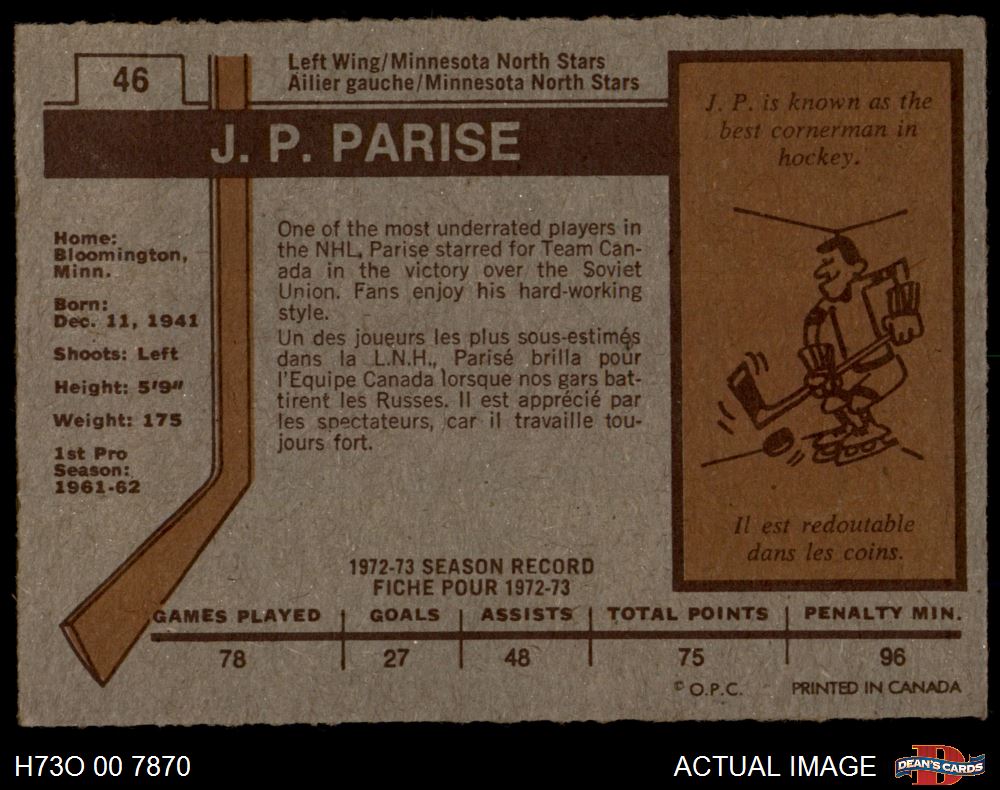 46
Left Wing/Minnesota North Stars
Ailier gauche/Minnesota North Stars
J. P. PARISE
Home:
Bloomington,
Minn.
Born:
Dec. 11, 1941
Shoots: Left
Height: 5'9"
Weight: 175
1st Pro
Season:
1961-62
One of the most underrated players in
the NHL, Parise starred for Team Can-
ada in the victory over the Soviet
Union. Fans enjoy his hard-working
style.
Un des joueurs les plus sous-estimés
dans la L.N.H., Parisé brilla pour
l'Equipe Canada lorsque nos gars bat-
tirent les Russes. Il est apprécié par
les spectateurs, car il travaille tou-
jours fort.
J. P. is known as the
best cornerman in
hockey.
Il est redoutable
dans les coins.
1972-73 SEASON RECORD
FICHE POUR 1972-73
GAMES PLAYED GOALS ASSISTS TOTAL POINTS PENALTY MIN.
78 27 48 75 96
© O.P.C. PRINTED IN CANADA
H73O 00 7870
ACTUAL IMAGE
D
DEAN'S CARDS